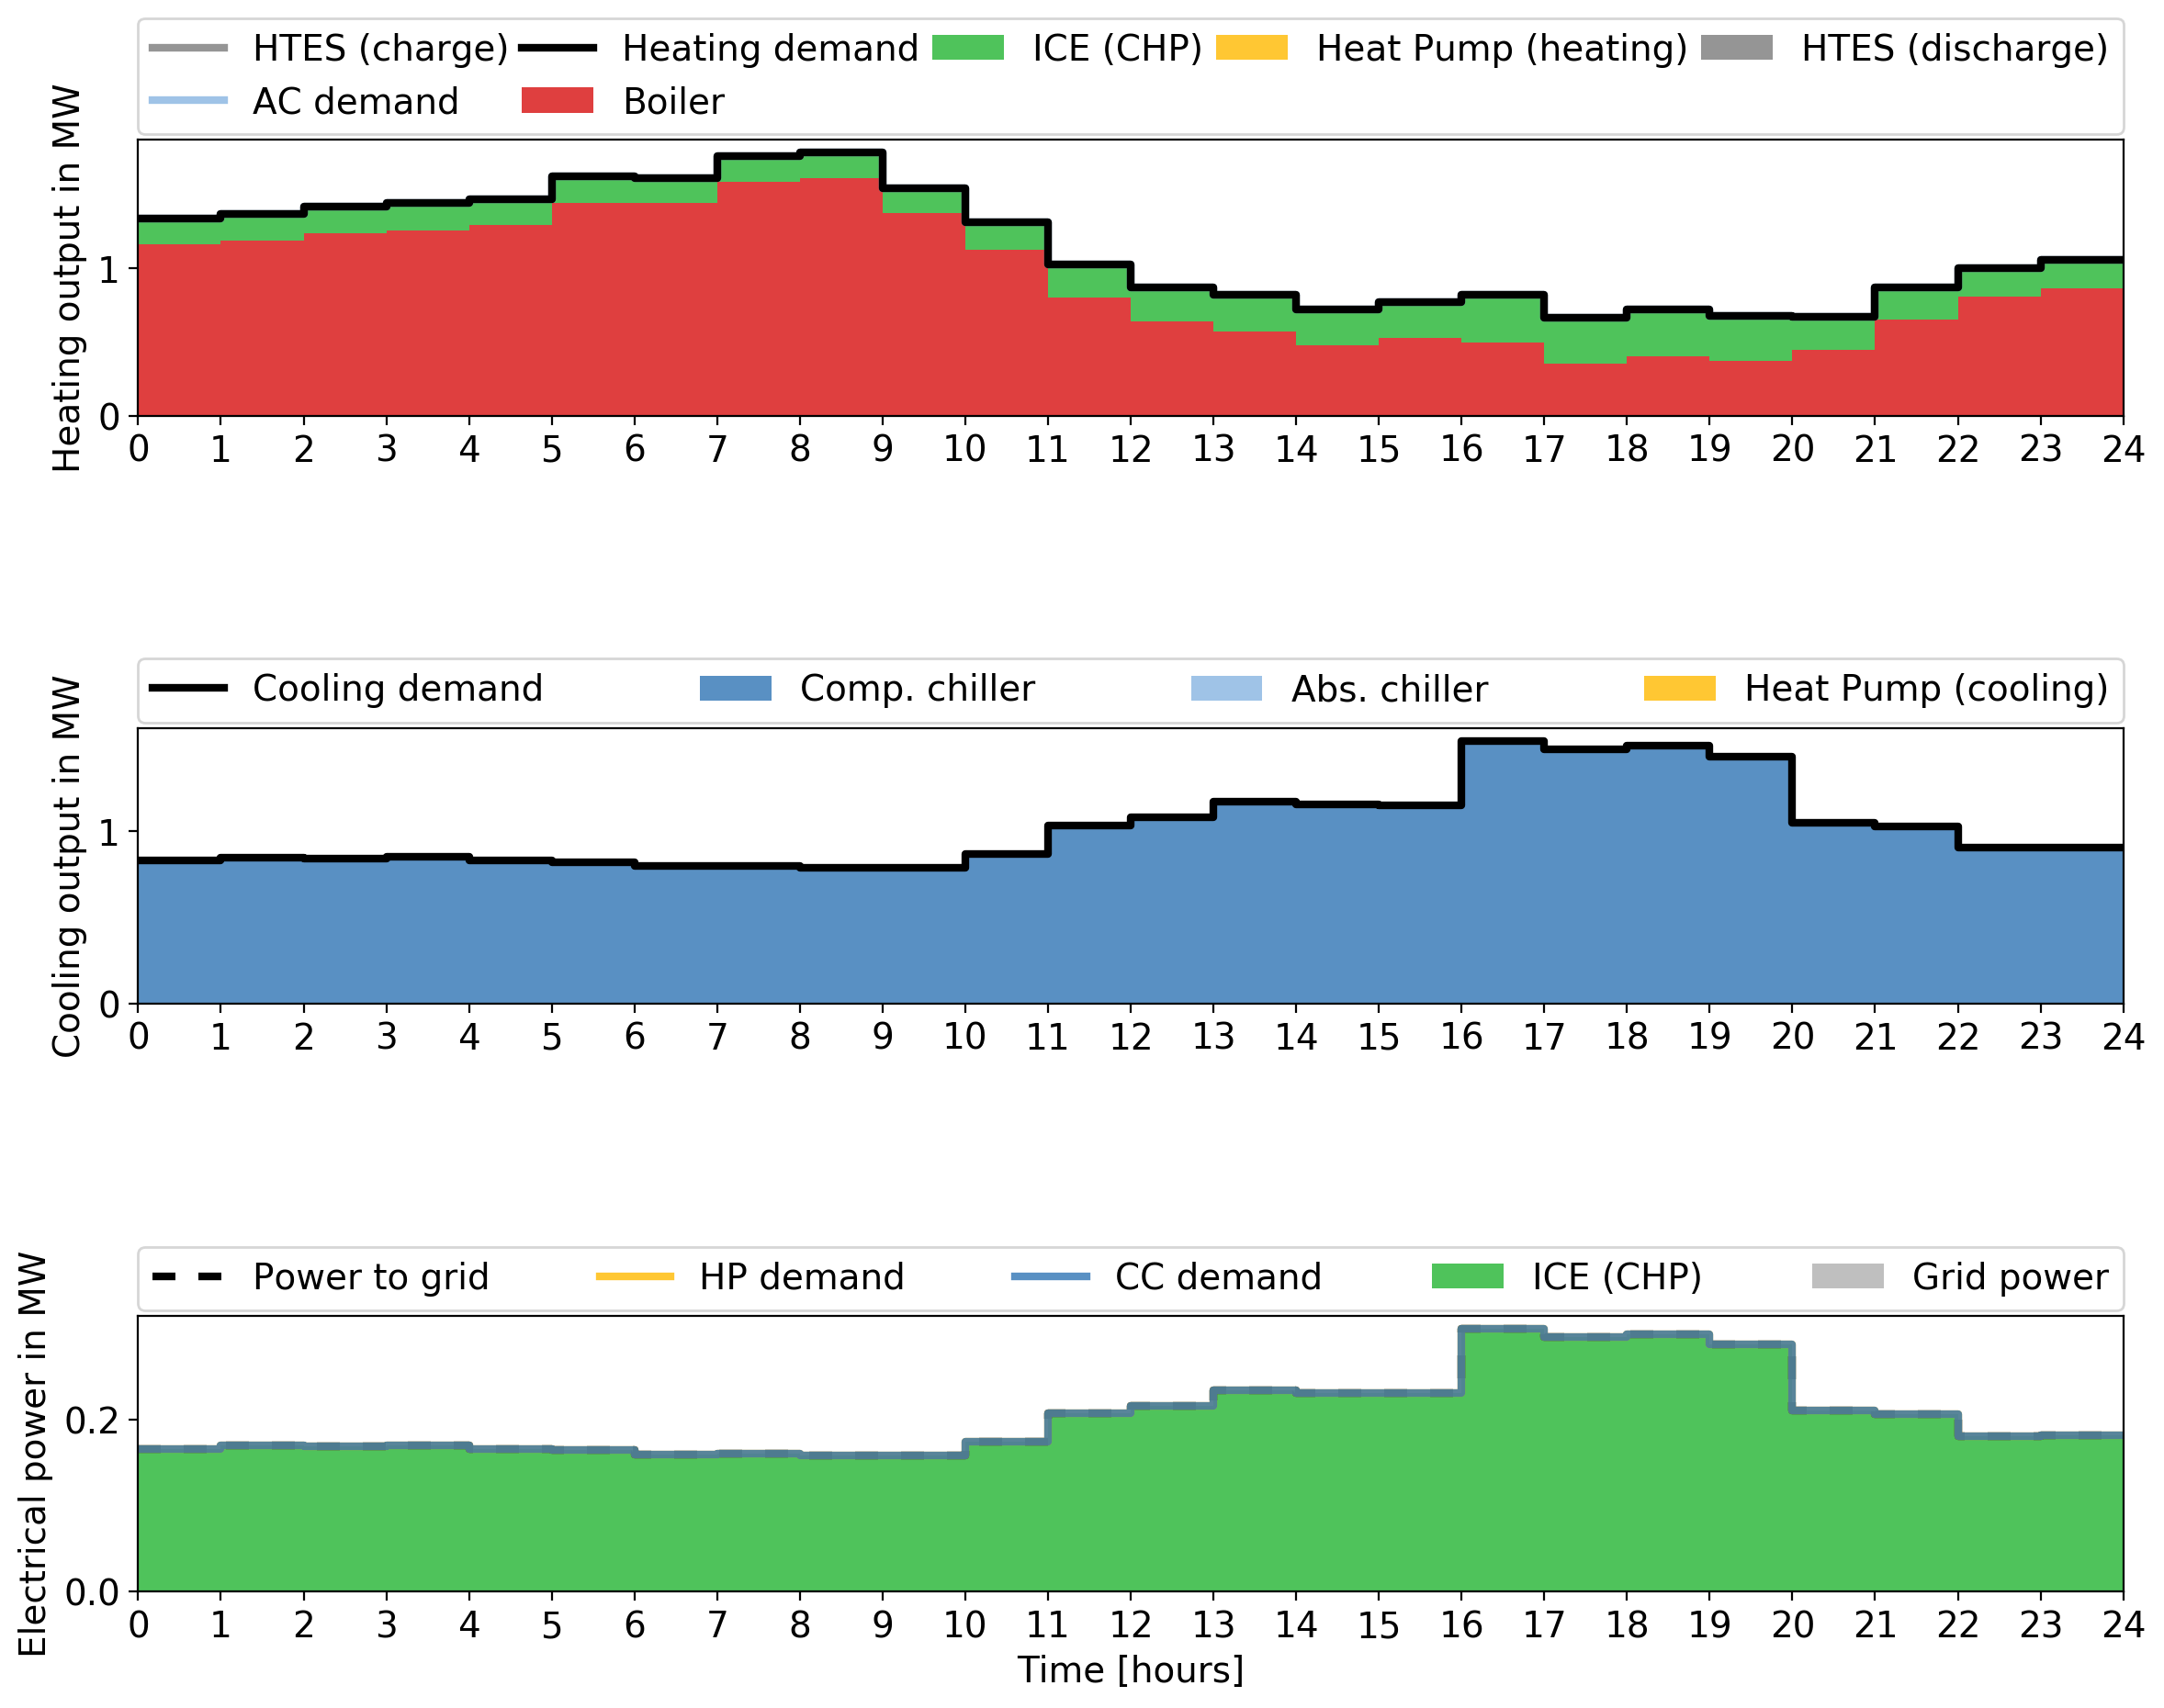 HTES (charge) Heating demand ICE (CHP) Heat Pump (heating) HTES (discharge)
AC demand Boiler
Heating output in MW
1
0
0 1 2 3 4 5 6 7 8 9 10 11 12 13 14 15 16 17 18 19 20 21 22 23 24
Cooling demand Comp. chiller Abs. chiller Heat Pump (cooling)
Cooling output in MW
1
0
0 1 2 3 4 5 6 7 8 9 10 11 12 13 14 15 16 17 18 19 20 21 22 23 24
Power to grid HP demand CC demand ICE (CHP) Grid power
Electrical power in MW
0.2
0.0
0 1 2 3 4 5 6 7 8 9 10 11 12 13 14 15 16 17 18 19 20 21 22 23 24
Time [hours]